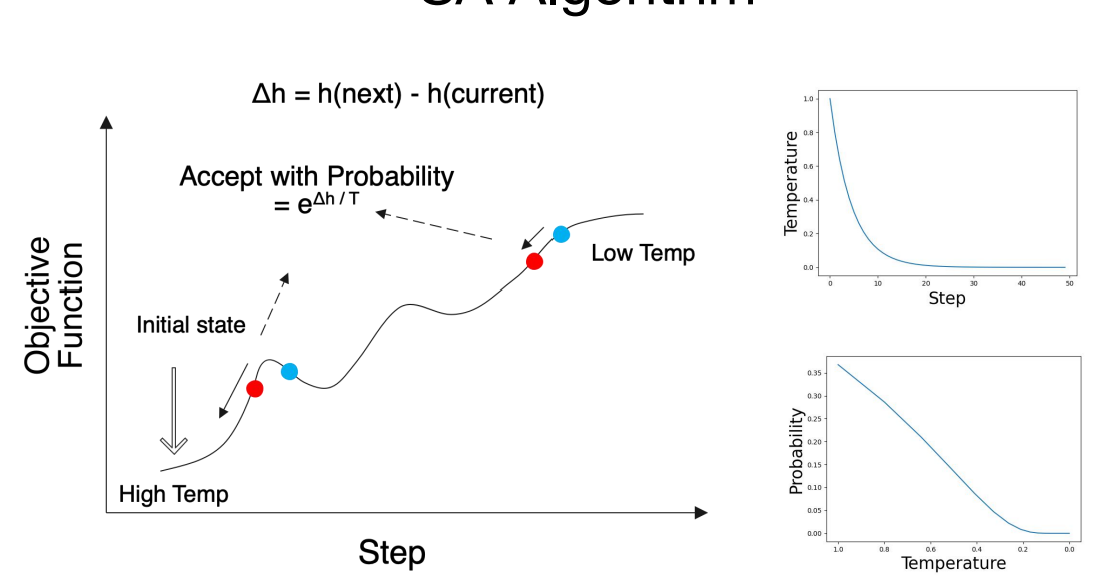 SA Algorithm
Δh = h(next) - h(current)
Accept with Probability
= e^Δh / T
Low Temp
Initial state
Objective
Function
High Temp
Step
1.0
0.8
0.6
0.4
0.2
0.0
Temperature
0 10 20 30 40 50
Step
0.35
0.30
0.25
0.20
0.15
0.10
0.05
0.00
Probability
1.0 0.8 0.6 0.4 0.2 0.0
Temperature